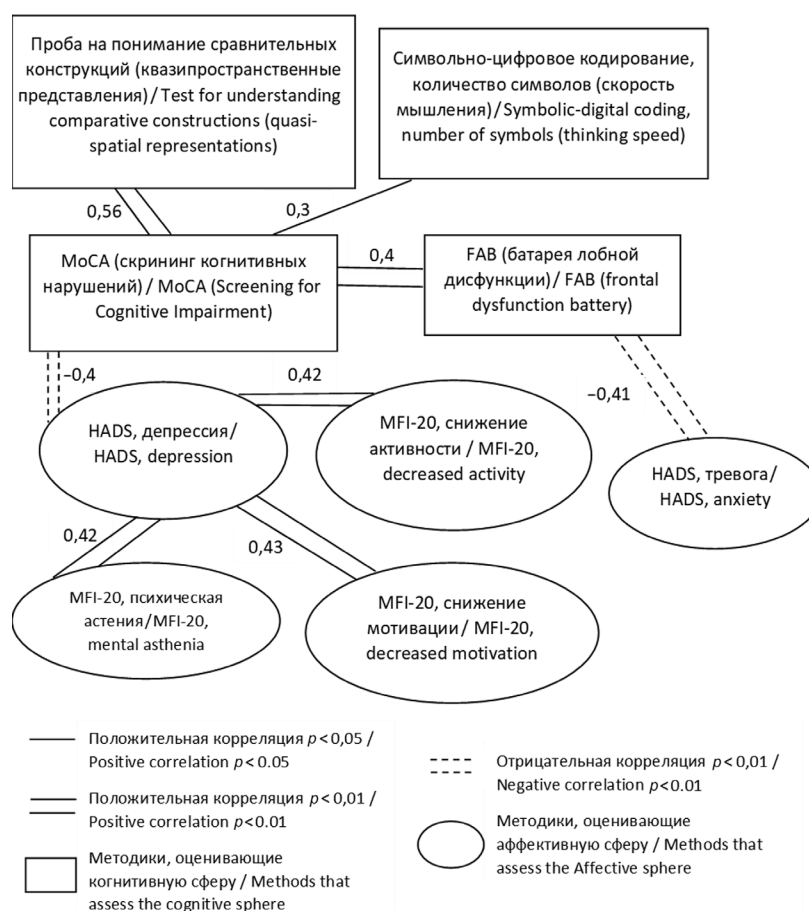 Проба на понимание сравнительных
конструкций (квазипространственные
представления) / Test for understanding
comparative constructions (quasi-
spatial representations)
Символьно-цифровое кодирование,
количество символов (скорость
мышления) / Symbolic-digital coding,
number of symbols (thinking speed)
0,56
0,3
MoCA (скрининг когнитивных
нарушений) / MoCA (Screening for
Cognitive Impairment)
0,4
FAB (батарея лобной
дисфункции) / FAB (frontal
dysfunction battery)
−0,4
0,42
−0,41
HADS, депрессия/
HADS, depression
MFI-20, снижение
активности / MFI-20,
decreased activity
HADS, тревога/
HADS, anxiety
0,42
0,43
MFI-20, психическая
астения/MFI-20,
mental asthenia
MFI-20, снижение
мотивации / MFI-20,
decreased motivation
Положительная корреляция p < 0,05 /
Positive correlation p < 0.05
Положительная корреляция p < 0,01 /
Positive correlation p < 0.01
Методики, оценивающие
когнитивную сферу / Methods that
assess the cognitive sphere
Отрицательная корреляция p < 0,01 /
Negative correlation p < 0.01
Методики, оценивающие
аффективную сферу / Methods that
assess the Affective sphere